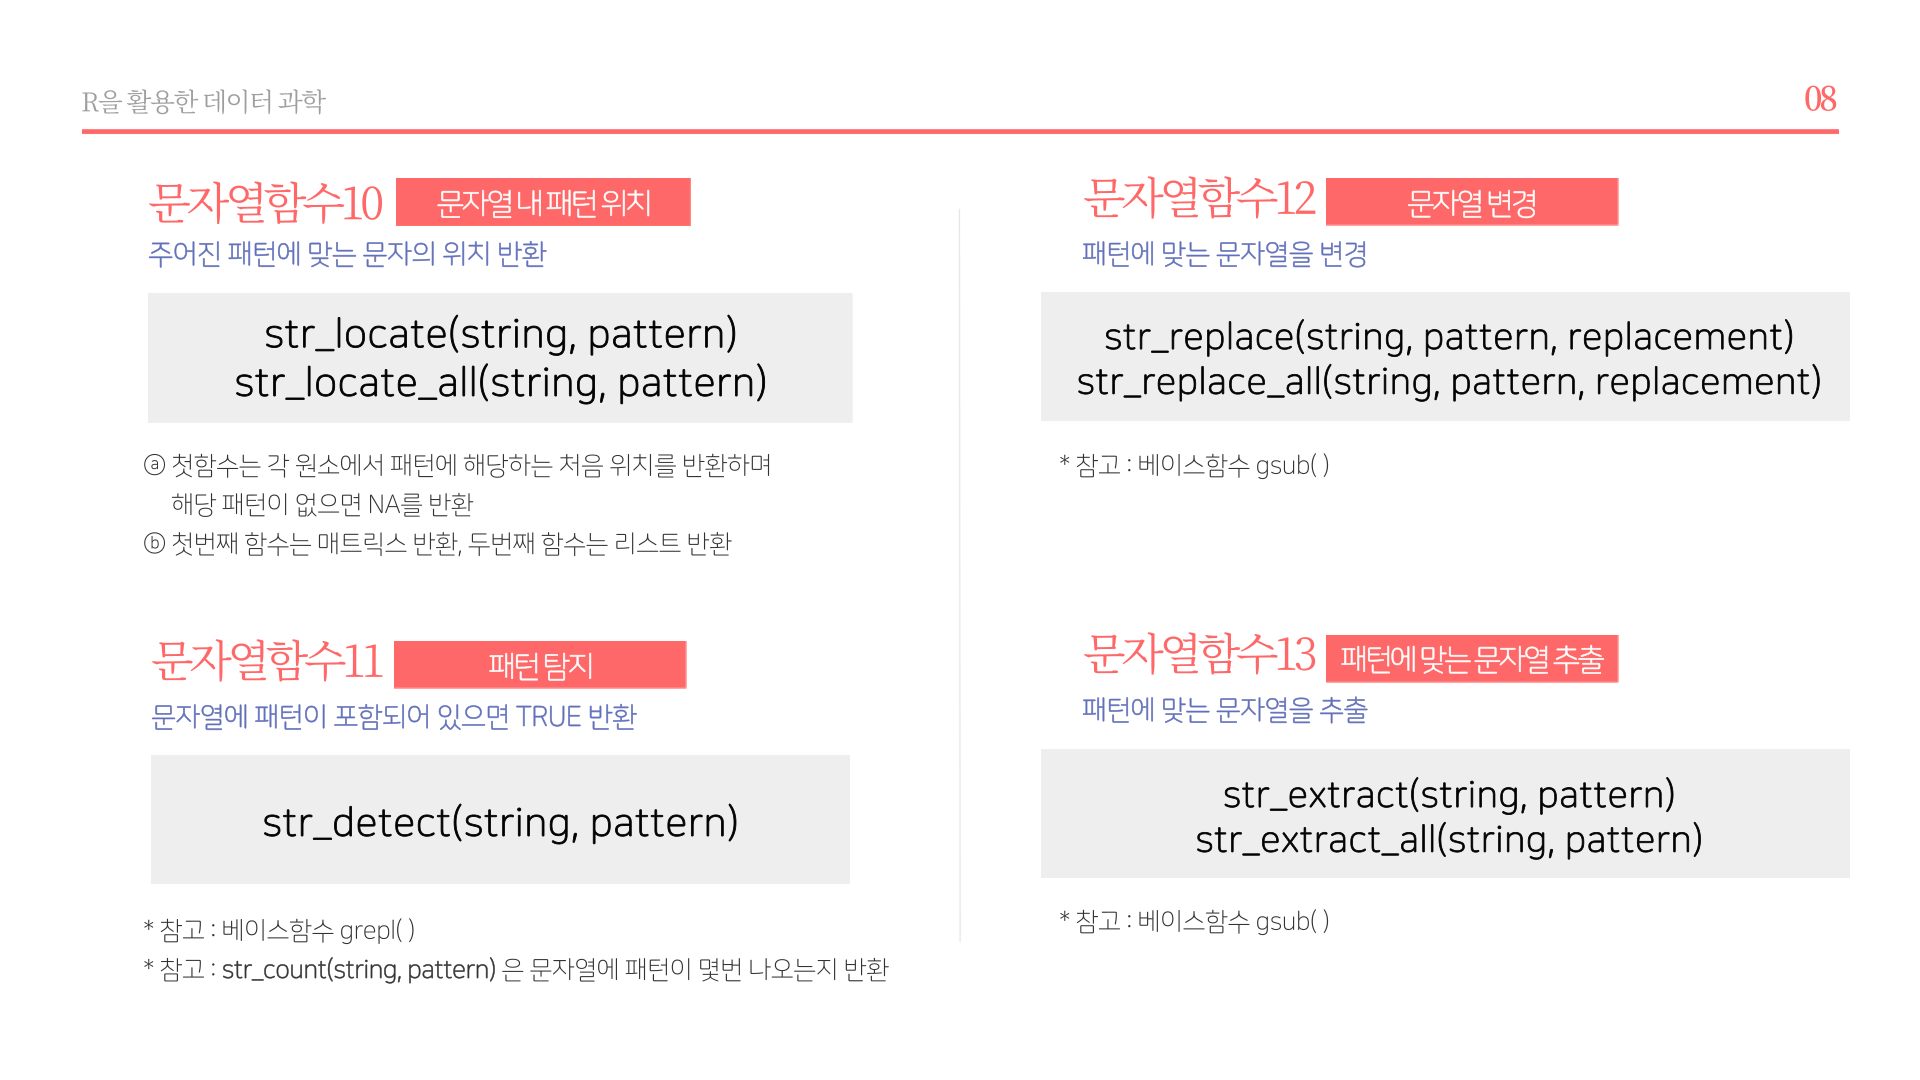 R을 활용한 데이터 과학
08
문자열함수10
문자열 내 패턴 위치
주어진 패턴에 맞는 문자의 위치 반환
str_locate(string, pattern)
str_locate_all(string, pattern)
ⓐ 첫함수는 각 원소에서 패턴에 해당하는 처음 위치를 반환하며
해당 패턴이 없으면 NA를 반환
ⓑ 첫번째 함수는 매트릭스 반환, 두번째 함수는 리스트 반환
문자열함수11
패턴 탐지
문자열에 패턴이 포함되어 있으면 TRUE 반환
str_detect(string, pattern)
* 참고 : 베이스함수 grepl( )
* 참고 : str_count(string, pattern) 은 문자열에 패턴이 몇번 나오는지 반환
문자열함수12
문자열 변경
패턴에 맞는 문자열을 변경
str_replace(string, pattern, replacement)
str_replace_all(string, pattern, replacement)
* 참고 : 베이스함수 gsub( )
문자열함수13
패턴에 맞는 문자열 추출
패턴에 맞는 문자열을 추출
str_extract(string, pattern)
str_extract_all(string, pattern)
* 참고 : 베이스함수 gsub( )